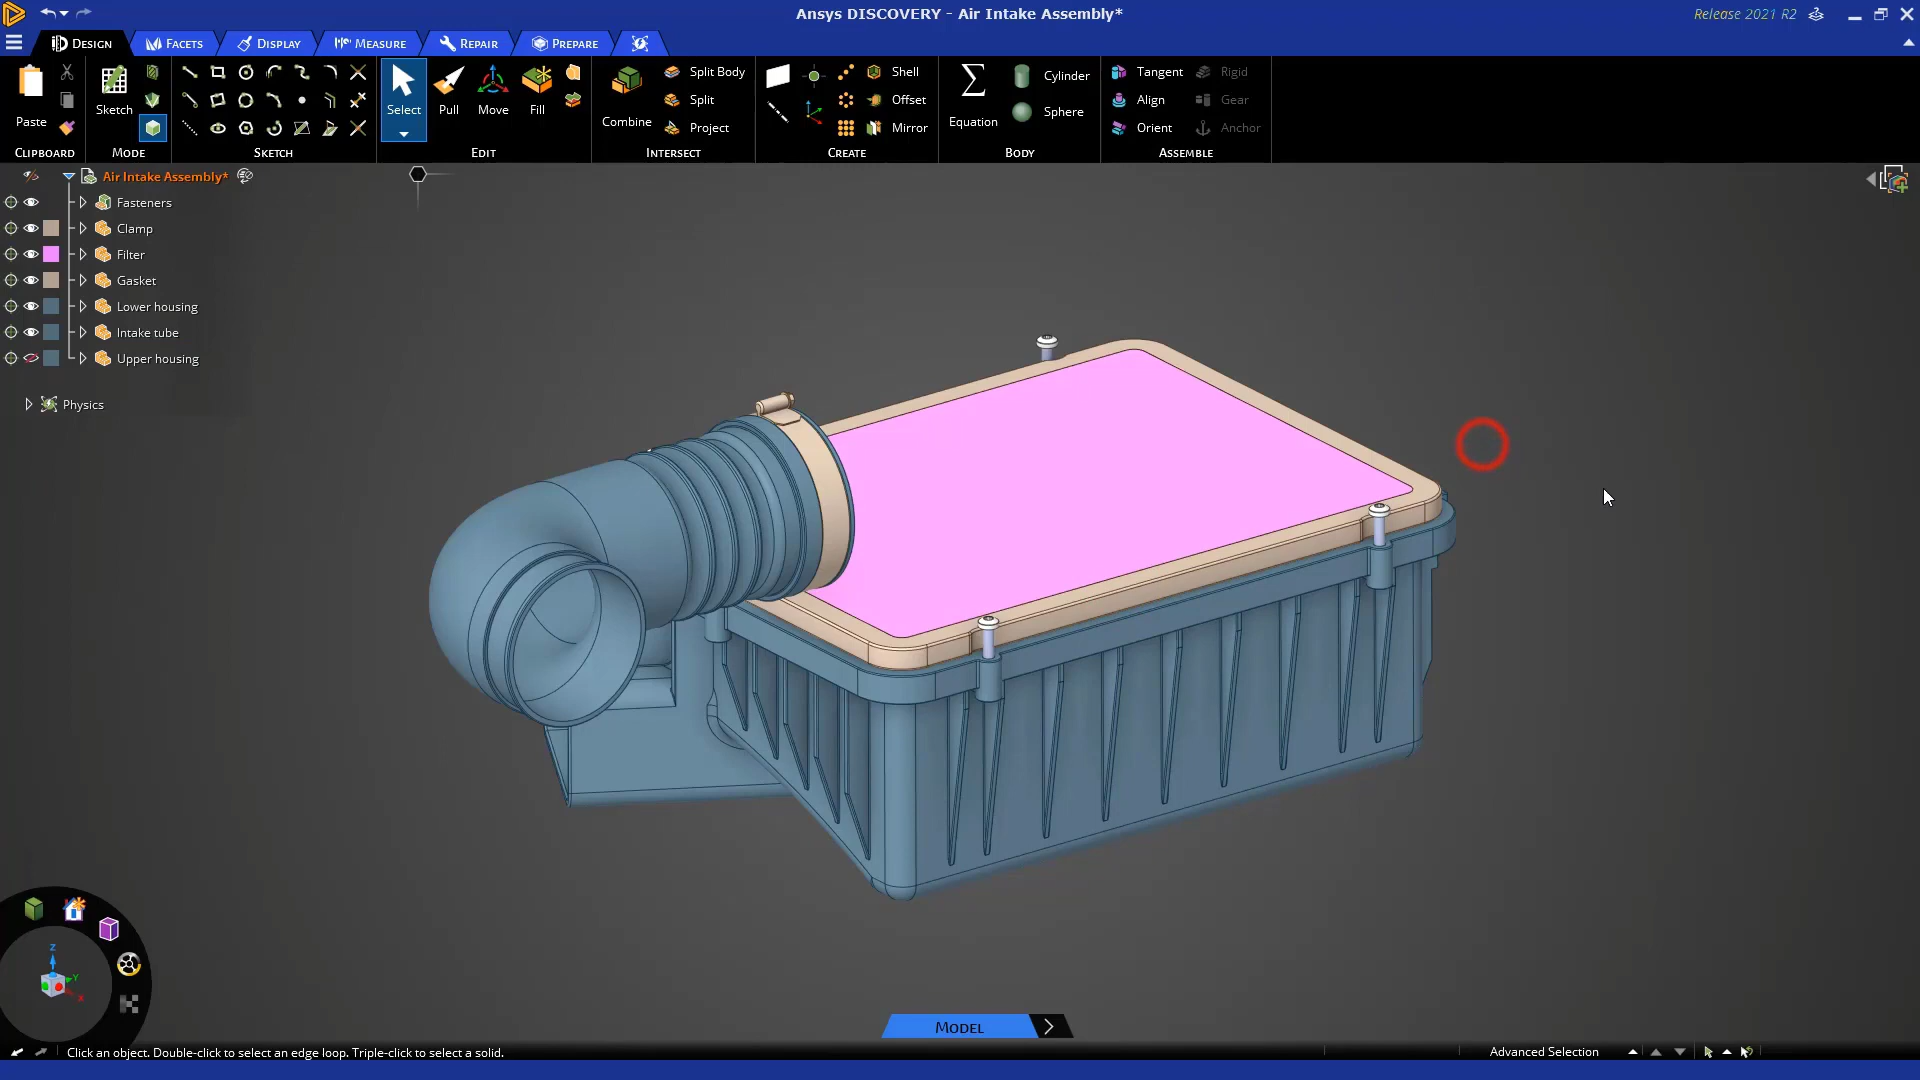 Ansys DISCOVERY - Air Intake Assembly*
Release 2021 R2
DESIGN
FACETS
DISPLAY
MEASURE
REPAIR
PREPARE
Paste
Sketch
Select
Pull
Move
Fill
Combine
Split Body
Split
Project
Shell
Offset
Mirror
Equation
Cylinder
Sphere
Tangent
Align
Orient
Rigid
Gear
Anchor
CLIPBOARD
MODE
SKETCH
EDIT
INTERSECT
CREATE
BODY
ASSEMBLE
Air Intake Assembly*
Fasteners
Clamp
Filter
Gasket
Lower housing
Intake tube
Upper housing
Physics
Z
Y
X
MODEL
Click an object. Double-click to select an edge loop. Triple-click to select a solid.
Advanced Selection